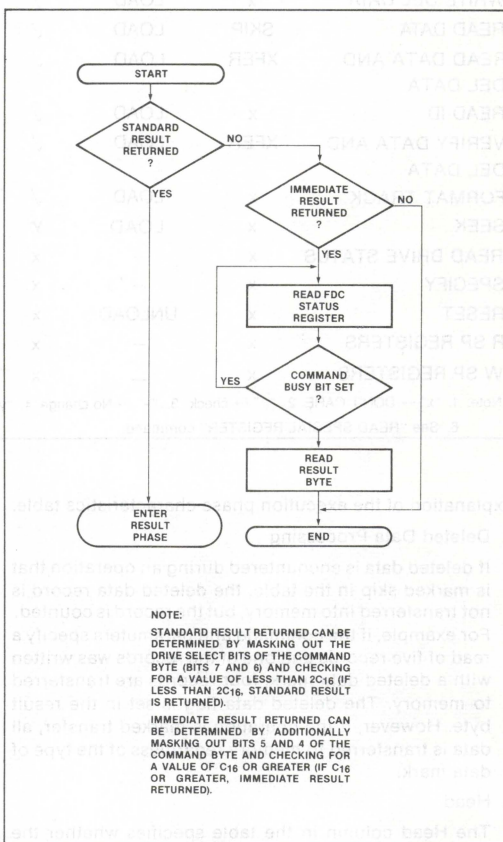 START
STANDARD
RESULT
RETURNED
?
NO
YES
IMMEDIATE
RESULT
RETURNED
?
NO
YES
READ FDC
STATUS
REGISTER
COMMAND
BUSY BIT SET
?
YES
READ
RESULT
BYTE
ENTER
RESULT
PHASE
END
NOTE:
STANDARD RESULT RETURNED CAN BE
DETERMINED BY MASKING OUT THE
DRIVE SELECT BITS OF THE COMMAND
BYTE (BITS 7 AND 6) AND CHECKING
FOR A VALUE OF LESS THAN 2C16 (IF
LESS THAN 2C16, STANDARD RESULT
IS RETURNED).
IMMEDIATE RESULT RETURNED CAN
BE DETERMINED BY ADDITIONALLY
MASKING OUT BITS 5 AND 4 OF THE
COMMAND BYTE AND CHECKING FOR
A VALUE OF C16 OR GREATER (IF C16
OR GREATER, IMMEDIATE RESULT
RETURNED).